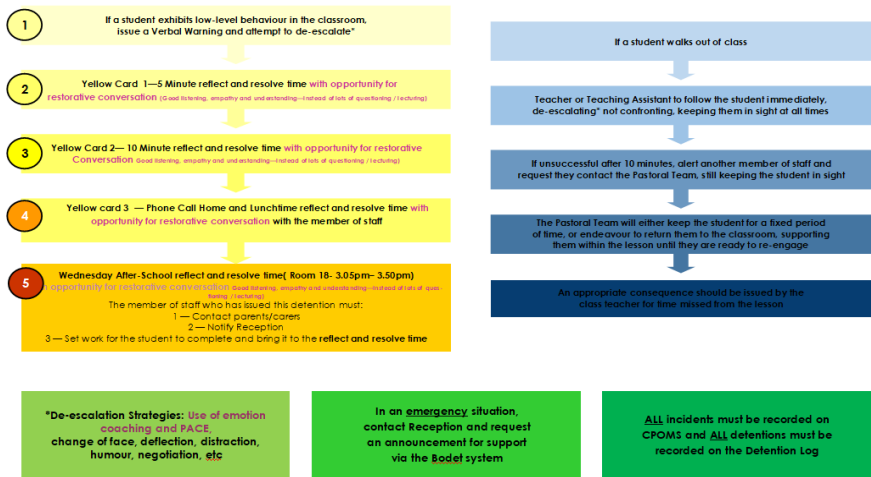 1
If a student exhibits low-level behaviour in the classroom,
issue a Verbal Warning and attempt to de-escalate*
2
Yellow Card 1—5 Minute reflect and resolve time with opportunity for
restorative conversation (Good listening, empathy and understanding—instead of lots of questioning / lecturing)
3
Yellow Card 2— 10 Minute reflect and resolve time with opportunity for restorative
Conversation Good listening, empathy and understanding—instead of lots of questioning / lecturing)
4
Yellow card 3 — Phone Call Home and Lunchtime reflect and resolve time with
opportunity for restorative conversation with the member of staff
5
Wednesday After-School reflect and resolve time( Room 18- 3.05pm– 3.50pm)
opportunity for restorative conversation (Good listening, empathy and understanding—instead of lots of ques-
tioning / lecturing)
The member of staff who has issued this detention must:
1 — Contact parents/carers
2 — Notify Reception
3 — Set work for the student to complete and bring it to the reflect and resolve time
If a student walks out of class
Teacher or Teaching Assistant to follow the student immediately,
de-escalating* not confronting, keeping them in sight at all times
If unsuccessful after 10 minutes, alert another member of staff and
request they contact the Pastoral Team, still keeping the student in sight
The Pastoral Team will either keep the student for a fixed period
of time, or endeavour to return them to the classroom, supporting
them within the lesson until they are ready to re-engage
An appropriate consequence should be issued by the
class teacher for time missed from the lesson
*De-escalation Strategies: Use of emotion
coaching and PACE,
change of face, deflection, distraction,
humour, negotiation, etc
In an emergency situation,
contact Reception and request
an announcement for support
via the Bodet system
ALL incidents must be recorded on
CPOMS and ALL detentions must be
recorded on the Detention Log